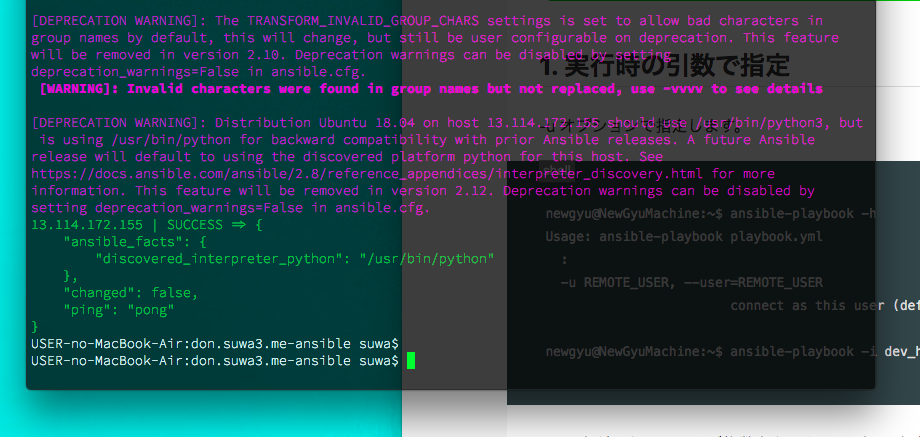 [DEPRECATION WARNING]: The TRANSFORM_INVALID_GROUP_CHARS settings is set to allow bad characters in
group names by default, this will change, but still be user configurable on deprecation. This feature
will be removed in version 2.10. Deprecation warnings can be disabled by setting
deprecation_warnings=False in ansible.cfg.
[WARNING]: Invalid characters were found in group names but not replaced, use -vvvv to see details
[DEPRECATION WARNING]: Distribution Ubuntu 18.04 on host 13.114.172.155 should use /usr/bin/python3, but
is using /usr/bin/python for backward compatibility with prior Ansible releases. A future Ansible
release will default to using the discovered platform python for this host. See
https://docs.ansible.com/ansible/2.8/reference_appendices/interpreter_discovery.html for more
information. This feature will be removed in version 2.12. Deprecation warnings can be disabled by
setting deprecation_warnings=False in ansible.cfg.
13.114.172.155 | SUCCESS => {
"ansible_facts": {
"discovered_interpreter_python": "/usr/bin/python"
},
"changed": false,
"ping": "pong"
}
USER-no-MacBook-Air:don.suwa3.me-ansible suwa$
USER-no-MacBook-Air:don.suwa3.me-ansible suwa$
1. 実行時の引数で指定
-u オプションで指定します。
shell
newgyu@NewGyuMachine:~$ ansible-playbook -h
Usage: ansible-playbook playbook.yml
:
-u REMOTE_USER, --user=REMOTE_USER
connect as this user (def
newgyu@NewGyuMachine:~$ ansible-playbook -i dev_h